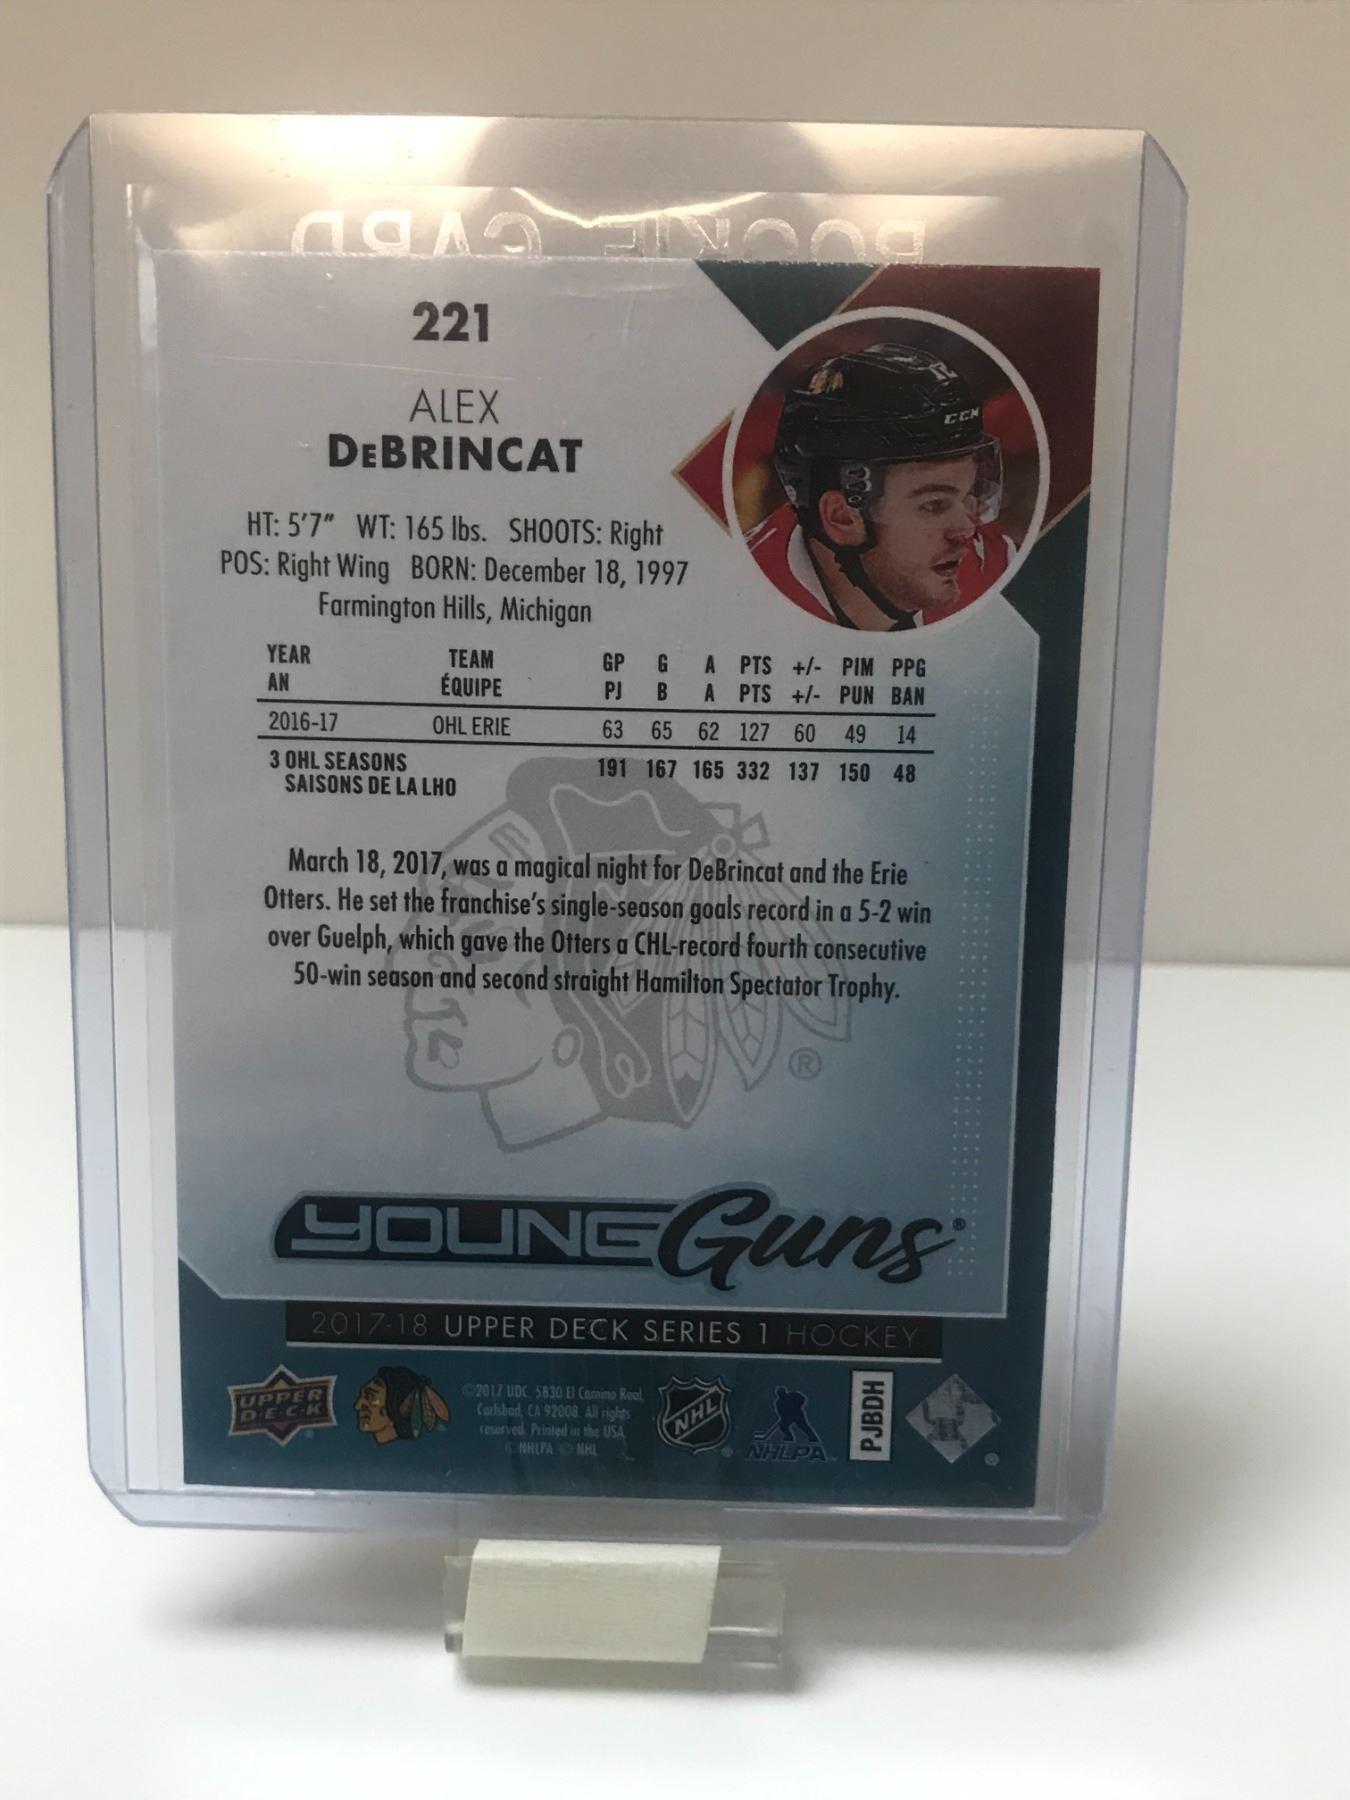 ROOKIE CARD
221
ALEX
DeBRINCAT
HT: 5'7" WT: 165 lbs. SHOOTS: Right
POS: Right Wing BORN: December 18, 1997
Farmington Hills, Michigan
YEAR TEAM GP G A PTS +/- PIM PPG
AN ÉQUIPE PJ B A PTS +/- PUN BAN
2016-17 OHL ERIE 63 65 62 127 60 49 14
3 OHL SEASONS 191 167 165 332 137 150 48
SAISONS DE LA LHO
March 18, 2017, was a magical night for DeBrincat and the Erie
Otters. He set the franchise's single-season goals record in a 5-2 win
over Guelph, which gave the Otters a CHL-record fourth consecutive
50-win season and second straight Hamilton Spectator Trophy.
®
YOUNG Guns®
2017-18 UPPER DECK SERIES 1 HOCKEY
UPPER DECK
©2017 UDC. 5830 El Camino Real,
Carlsbad, CA 92008. All rights
reserved. Printed in the USA
© NHLPA © NHL
NHL
NHLPA
PJBDH
CCM
12